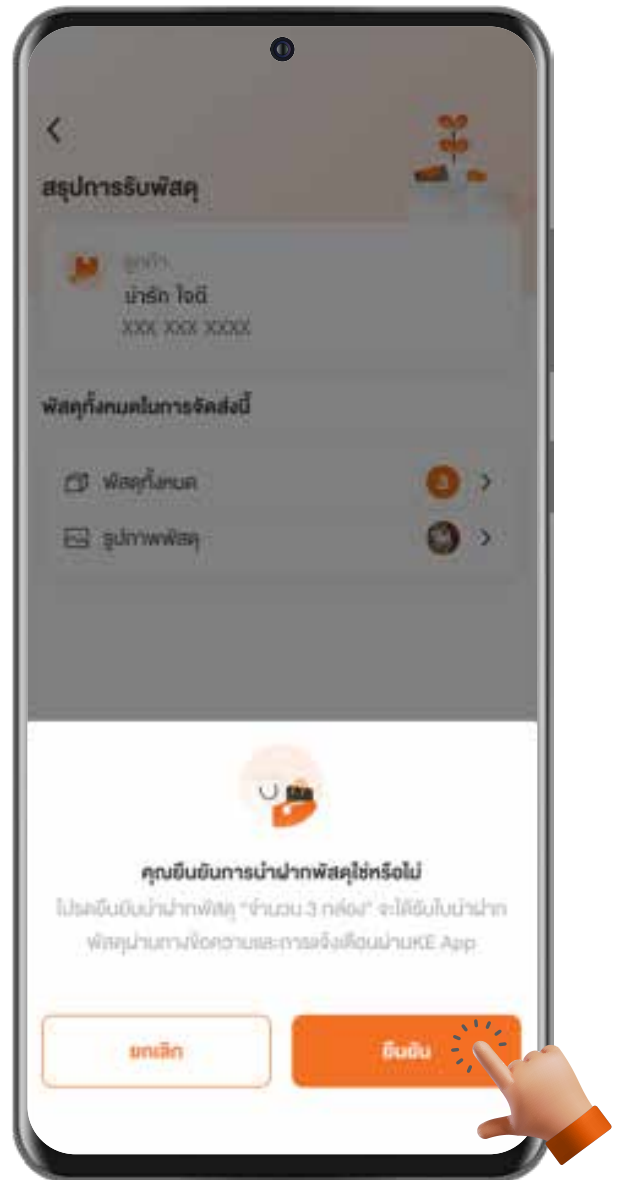 สรุปการรับพัสดุ
ลูกค้า
น่ารัก ใจดี
XXX XXX XXXX
พัสดุทั้งหมดในการจัดส่งนี้
พัสดุทั้งหมด
3
รูปภาพพัสดุ
คุณยืนยันการนำฝากพัสดุใช่หรือไม่
โปรดยืนยันนำฝากพัสดุ "จำนวน 3 กล่อง" จะได้รับใบนำฝาก
พัสดุผ่านทางข้อความและการแจ้งเตือนผ่านKE App
ยกเลิก
ยืนยัน